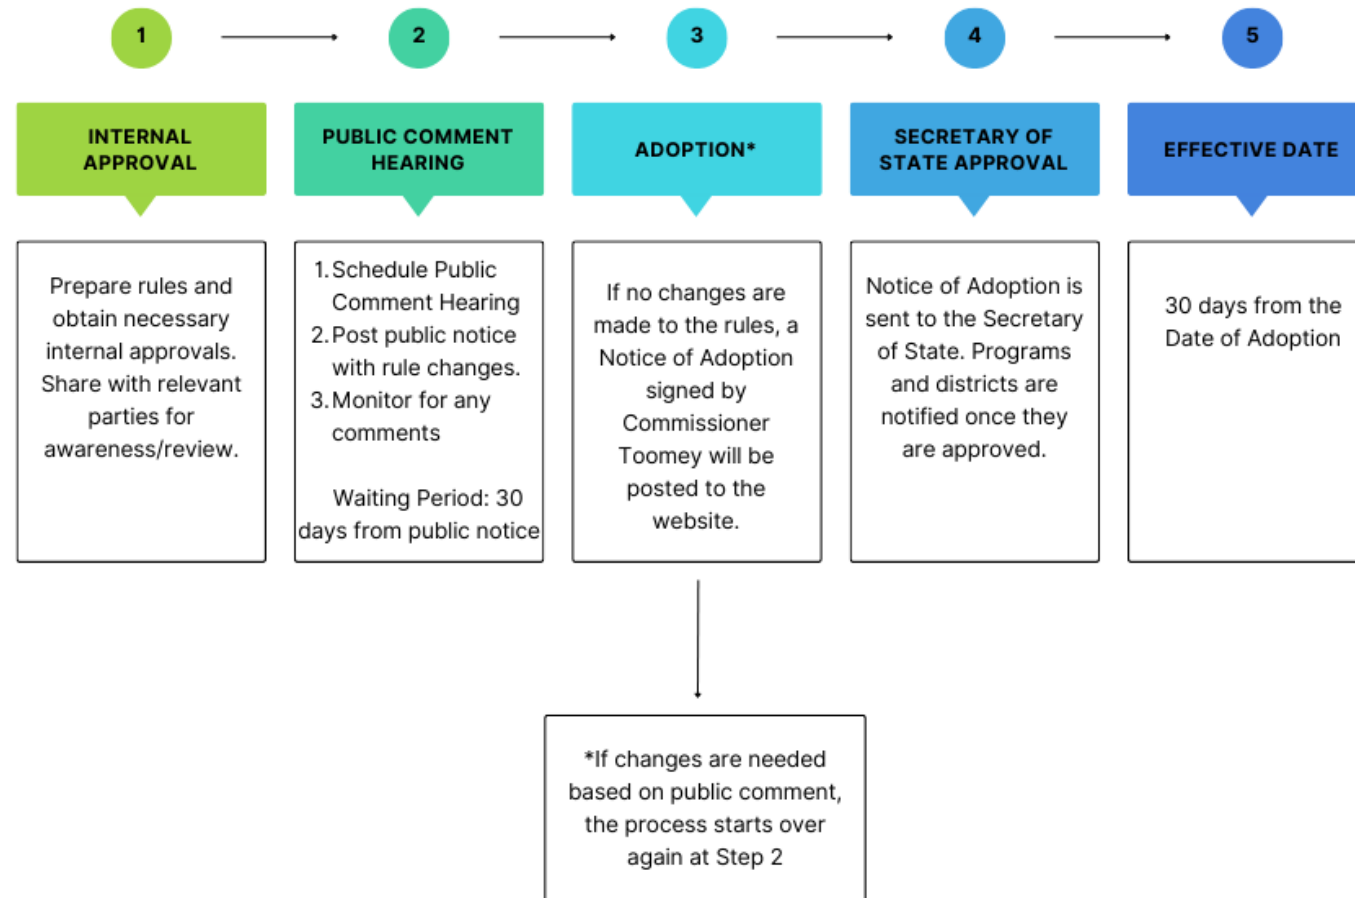 1
2
3
4
5
INTERNAL
APPROVAL
PUBLIC COMMENT
HEARING
ADOPTION*
SECRETARY OF
STATE APPROVAL
EFFECTIVE DATE
Prepare rules and
obtain necessary
internal approvals.
Share with relevant
parties for
awareness/review.
1. Schedule Public
Comment Hearing
2. Post public notice
with rule changes.
3. Monitor for any
comments
Waiting Period: 30
days from public notice
If no changes are
made to the rules, a
Notice of Adoption
signed by
Commissioner
Toomey will be
posted to the
website.
Notice of Adoption is
sent to the Secretary
of State. Programs
and districts are
notified once they
are approved.
30 days from the
Date of Adoption
*If changes are needed
based on public comment,
the process starts over
again at Step 2